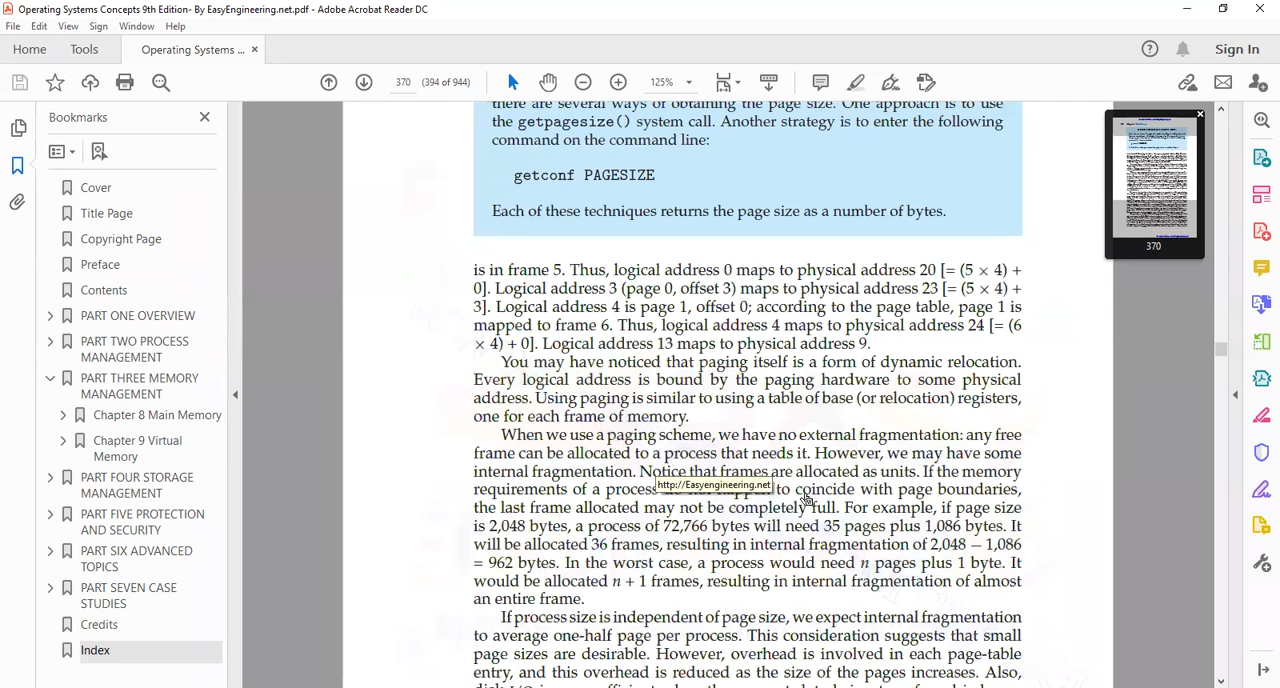 Operating Systems Concepts 9th Edition- By EasyEngineering.net.pdf - Adobe Acrobat Reader DC
File Edit View Sign Window Help
Home Tools Operating Systems ... × Sign In
370 (394 of 944) 125%
Bookmarks
Cover
Title Page
Copyright Page
Preface
Contents
PART ONE OVERVIEW
PART TWO PROCESS
MANAGEMENT
PART THREE MEMORY
MANAGEMENT
Chapter 8 Main Memory
Chapter 9 Virtual
Memory
PART FOUR STORAGE
MANAGEMENT
PART FIVE PROTECTION
AND SECURITY
PART SIX ADVANCED
TOPICS
PART SEVEN CASE
STUDIES
Credits
Index
there are several ways of obtaining the page size. One approach is to use
the getpagesize() system call. Another strategy is to enter the following
command on the command line:
getconf PAGESIZE
Each of these techniques returns the page size as a number of bytes.
is in frame 5. Thus, logical address 0 maps to physical address 20 [= (5 × 4) +
0]. Logical address 3 (page 0, offset 3) maps to physical address 23 [= (5 × 4) +
3]. Logical address 4 is page 1, offset 0; according to the page table, page 1 is
mapped to frame 6. Thus, logical address 4 maps to physical address 24 [= (6
× 4) + 0]. Logical address 13 maps to physical address 9.
You may have noticed that paging itself is a form of dynamic relocation.
Every logical address is bound by the paging hardware to some physical
address. Using paging is similar to using a table of base (or relocation) registers,
one for each frame of memory.
When we use a paging scheme, we have no external fragmentation: any free
frame can be allocated to a process that needs it. However, we may have some
internal fragmentation. Notice that frames are allocated as units. If the memory
requirements of a process to coincide with page boundaries,
http://Easyengineering.net
the last frame allocated may not be completely full. For example, if page size
is 2,048 bytes, a process of 72,766 bytes will need 35 pages plus 1,086 bytes. It
will be allocated 36 frames, resulting in internal fragmentation of 2,048 − 1,086
= 962 bytes. In the worst case, a process would need n pages plus 1 byte. It
would be allocated n + 1 frames, resulting in internal fragmentation of almost
an entire frame.
If process size is independent of page size, we expect internal fragmentation
to average one-half page per process. This consideration suggests that small
page sizes are desirable. However, overhead is involved in each page-table
entry, and this overhead is reduced as the size of the pages increases. Also,
370